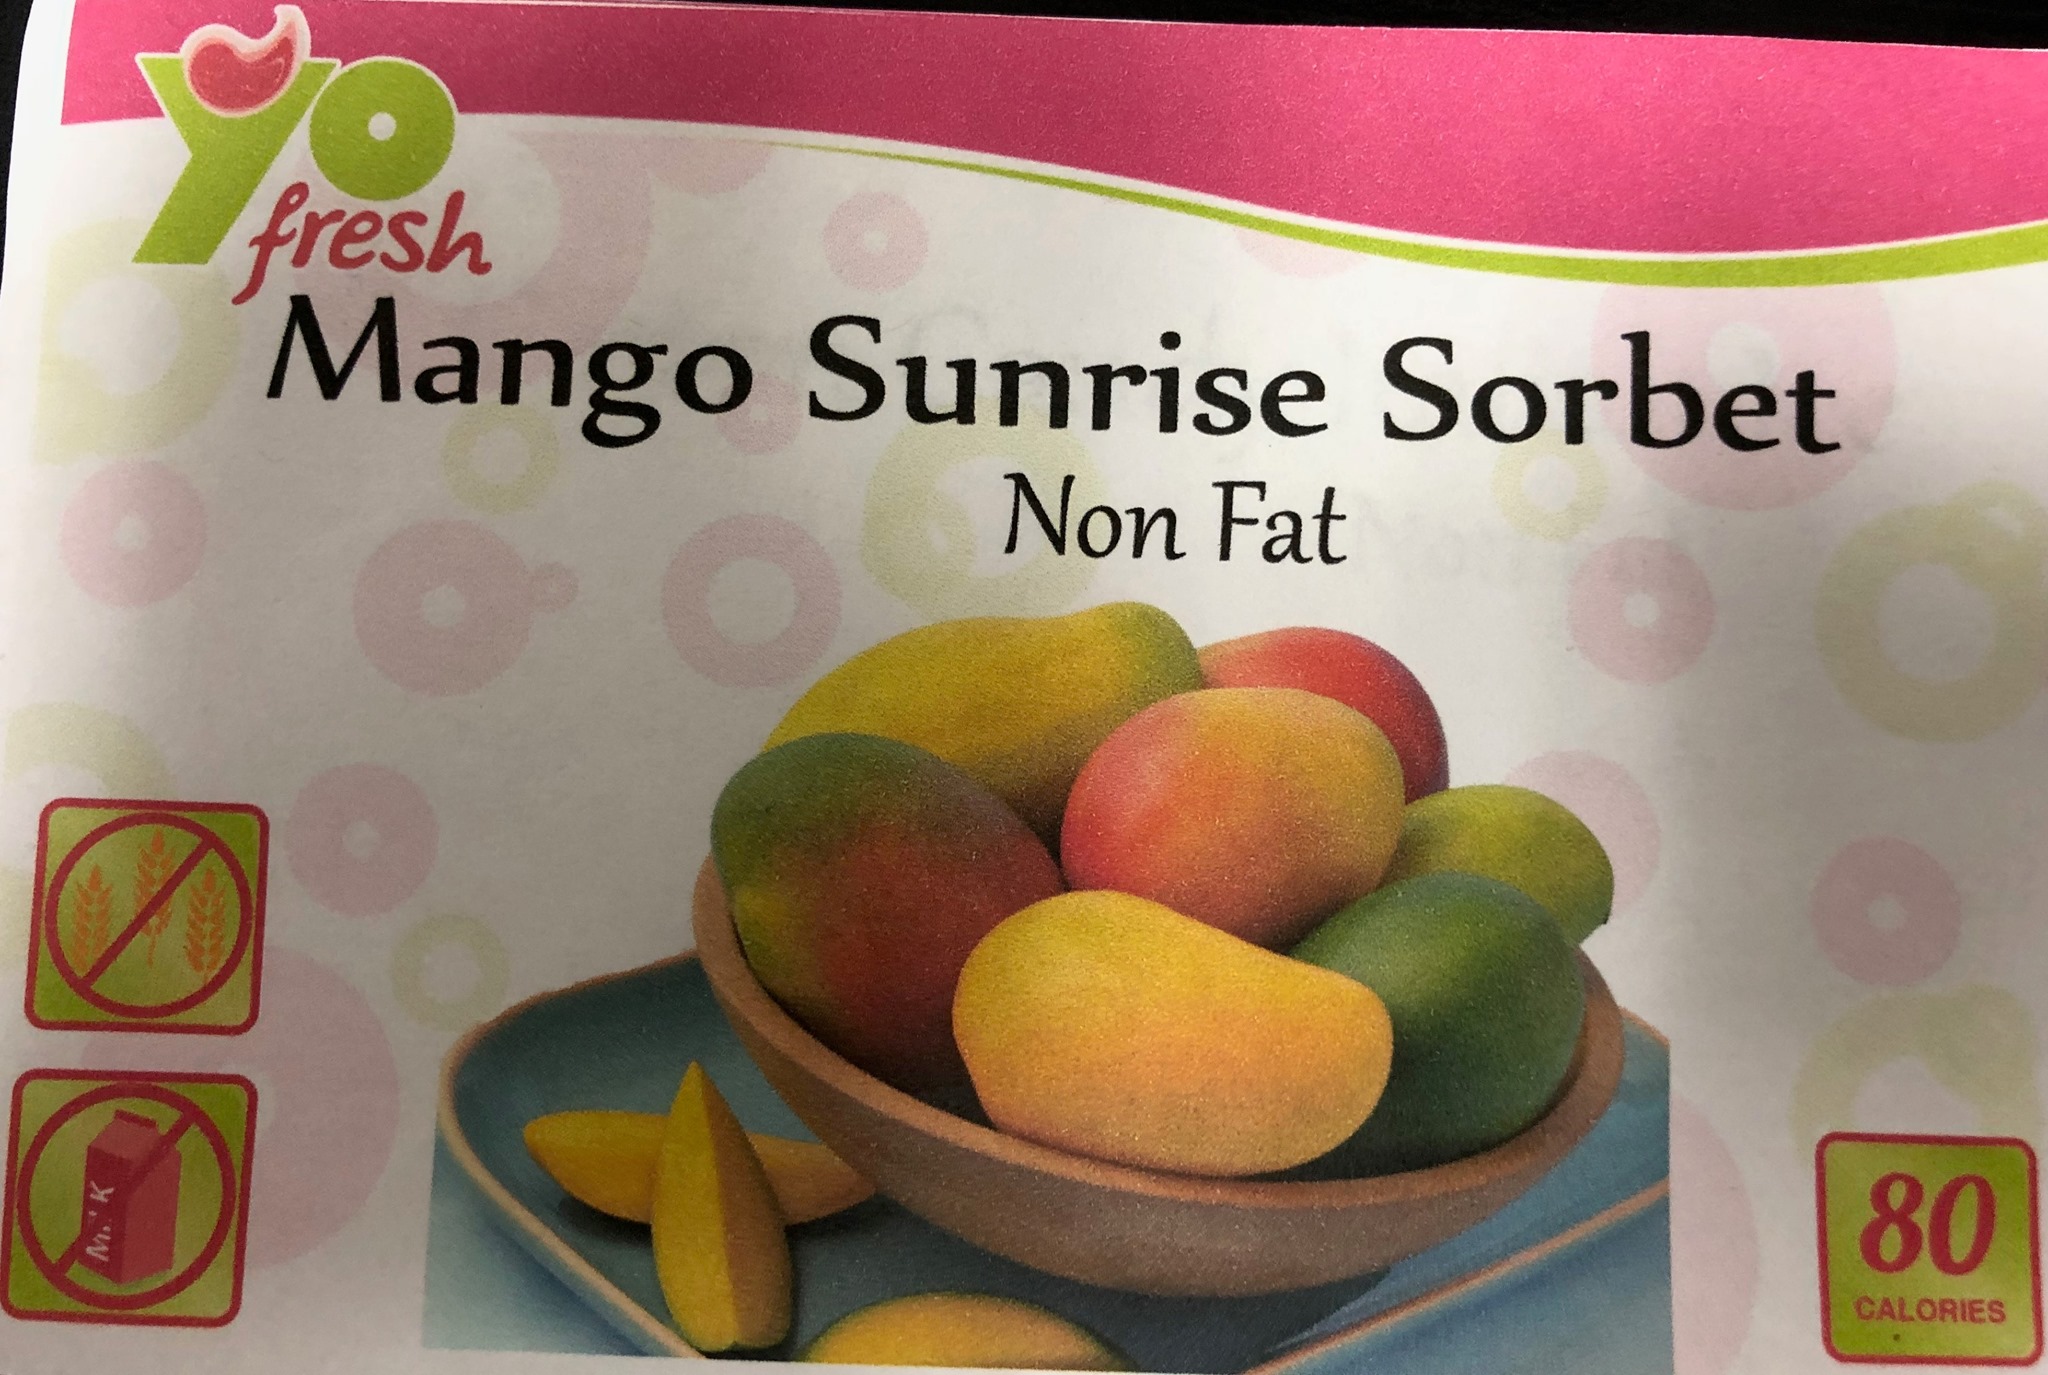 Yo
fresh
Mango Sunrise Sorbet
Non Fat
80
CALORIES